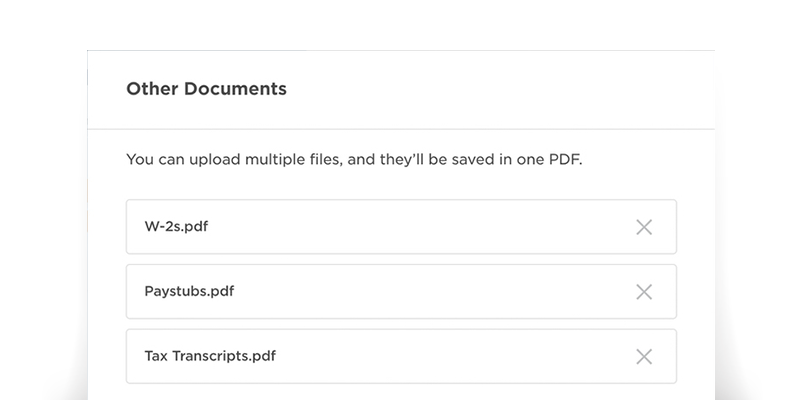 Other Documents
You can upload multiple files, and they’ll be saved in one PDF.
W-2s.pdf
Paystubs.pdf
Tax Transcripts.pdf